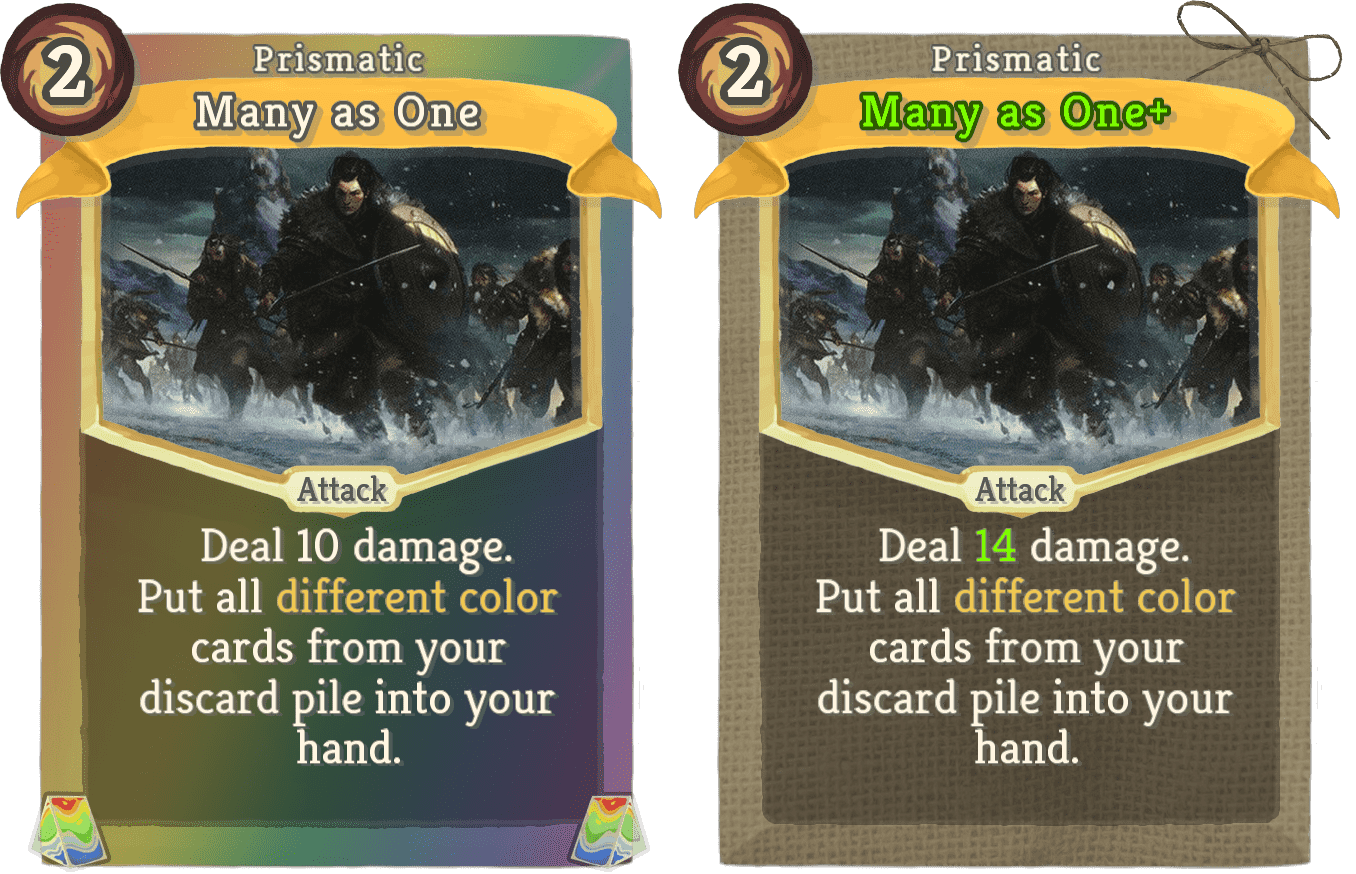 2
Prismatic
Many as One
Attack
Deal 10 damage.
Put all different color
cards from your
discard pile into your
hand.
2
Prismatic
Many as One+
Attack
Deal 14 damage.
Put all different color
cards from your
discard pile into your
hand.